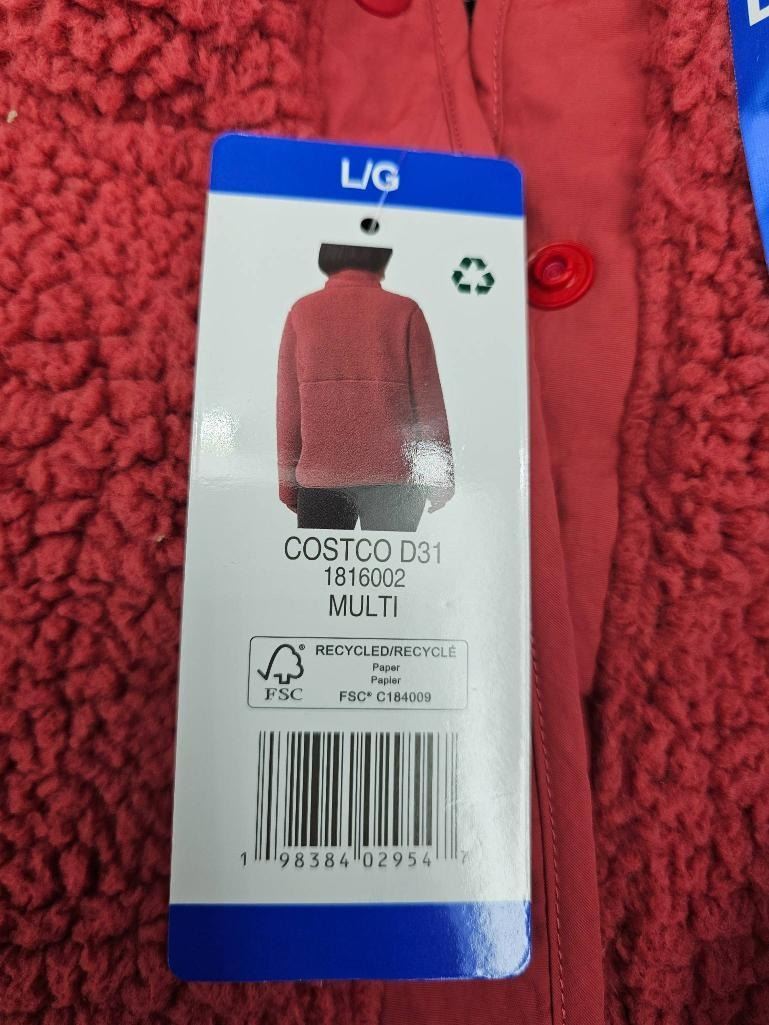 L/G
COSTCO D31
1816002
MULTI
RECYCLED/RECYCLÉ
Paper
Papier
FSC® C184009
® FSC
1 98384 02954 7